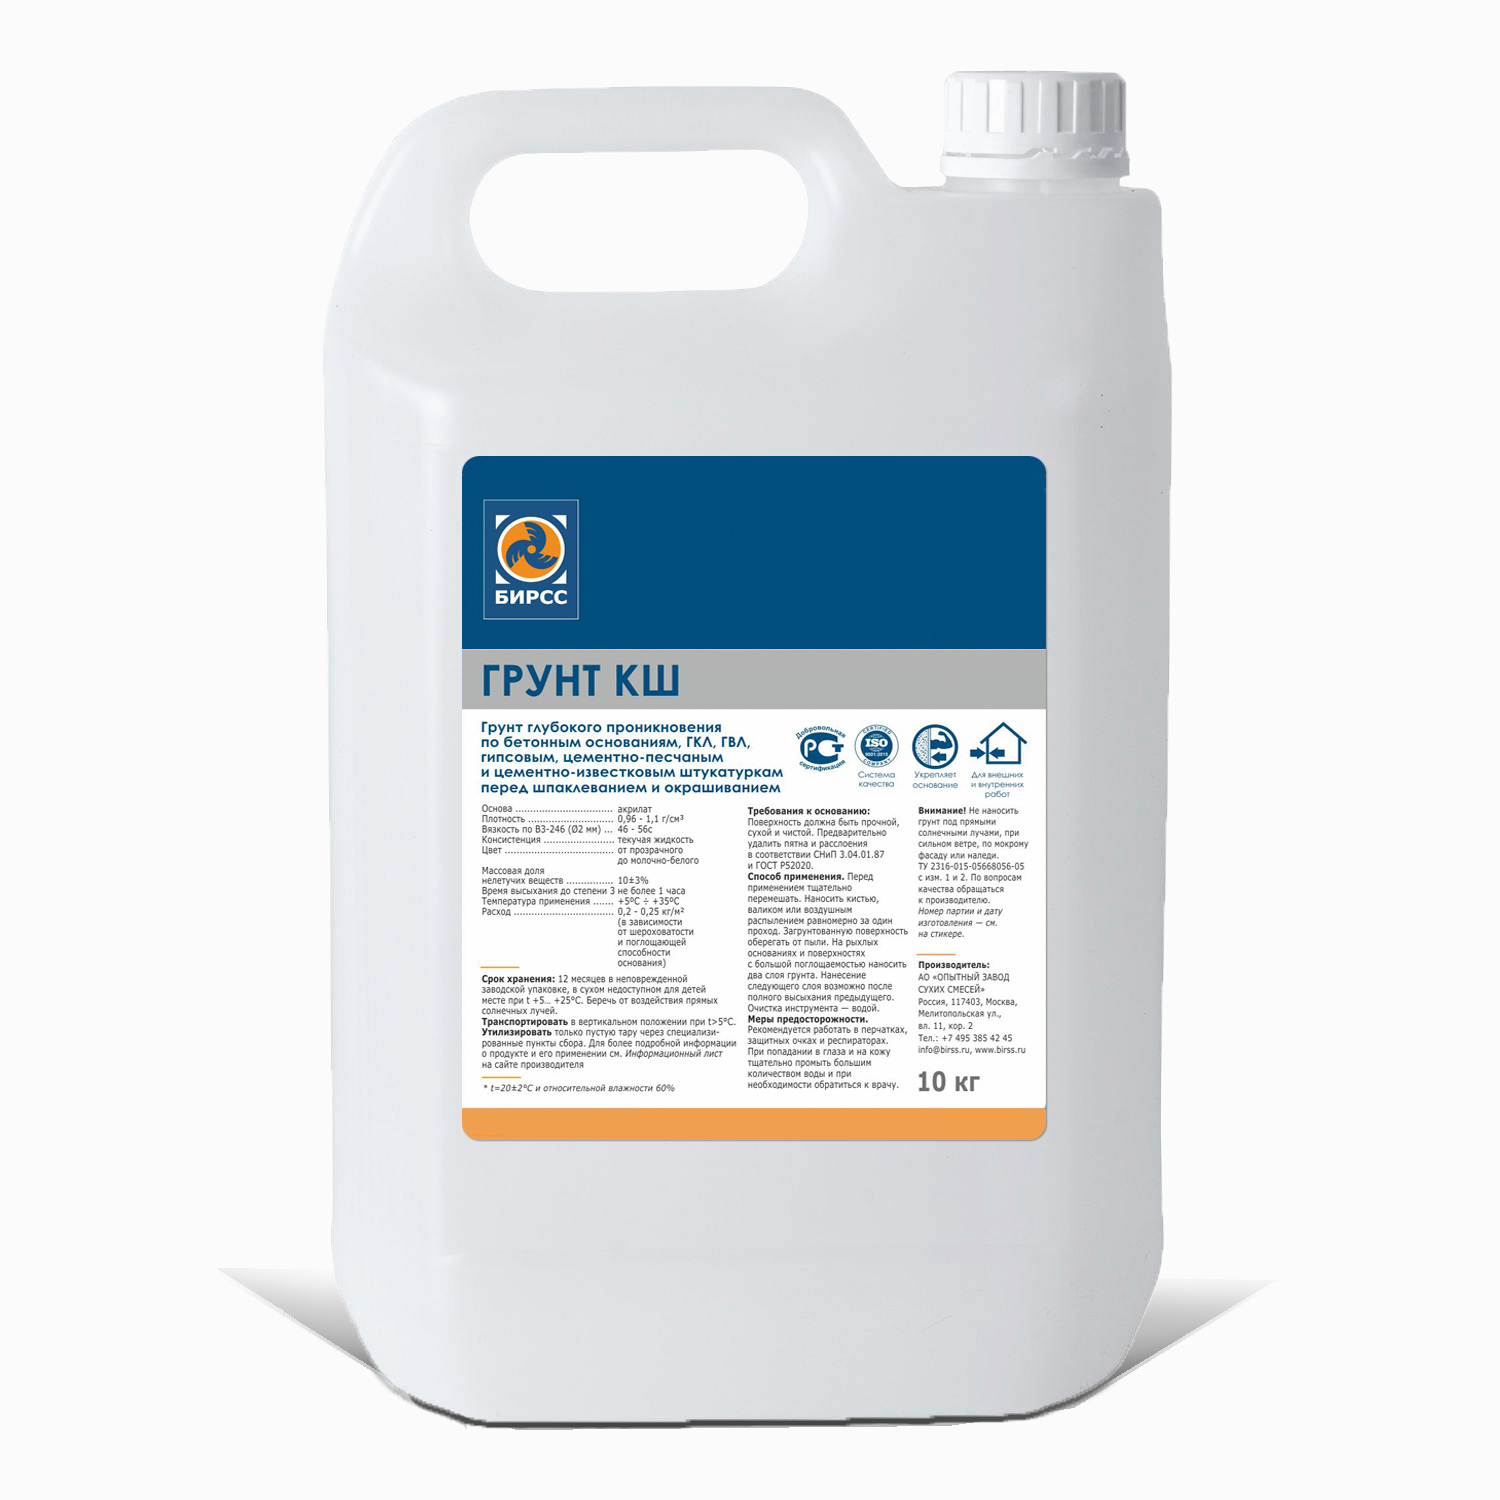 БИРСС
ГРУНТ КШ
Грунт глубокого проникновения
по бетонным основаниям, ГКЛ, ГВЛ,
гипсовым, цементно-песчаным
и цементно-известковым штукатуркам
перед шпаклеванием и окрашиванием
Добровольная
РСТ
сертификация
CERTIFIED
ISO
9001:2015
COMPANY
Система
качества
Укрепляет
основание
Для внешних
и внутренних
работ
Основа ................................. акрилат
Плотность ............................. 0,96 - 1,1 г/см³
Вязкость по ВЗ-246 (Ø2 мм) ... 46 - 56с
Консистенция ........................ текучая жидкость
Цвет ..................................... от прозрачного
до молочно-белого
Массовая доля
нелетучих веществ ................ 10±3%
Время высыхания до степени 3 не более 1 часа
Температура применения ....... +5ºС ÷ +35ºС
Расход .................................. 0,2 - 0,25 кг/м²
(в зависимости
от шероховатости
и поглощающей
способности
основания)
Срок хранения: 12 месяцев в неповрежденной
заводской упаковке, в сухом недоступном для детей
месте при t +5... +25°С. Беречь от воздействия прямых
солнечных лучей.
Транспортировать в вертикальном положении при t>5°С.
Утилизировать только пустую тару через специализи-
рованные пункты сбора. Для более подробной информации
о продукте и его применении см. Информационный лист
на сайте производителя
* t=20±2°С и относительной влажности 60%
Требования к основанию:
Поверхность должна быть прочной,
сухой и чистой. Предварительно
удалить пятна и расслоения
в соответствии СНиП 3.04.01.87
и ГОСТ Р52020.
Способ применения. Перед
применением тщательно
перемешать. Наносить кистью,
валиком или воздушным
распылением равномерно за один
проход. Загрунтованную поверхность
оберегать от пыли. На рыхлых
основаниях и поверхностях
с большой поглощаемостью наносить
два слоя грунта. Нанесение
следующего слоя возможно после
полного высыхания предыдущего.
Очистка инструмента — водой.
Меры предосторожности.
Рекомендуется работать в перчатках,
защитных очках и респираторах.
При попадании в глаза и на кожу
тщательно промыть большим
количеством воды и при
необходимости обратиться к врачу.
Внимание! Не наносить
грунт под прямыми
солнечными лучами, при
сильном ветре, по мокрому
фасаду или наледи.
ТУ 2316-015-05668056-05
с изм. 1 и 2. По вопросам
качества обращаться
к производителю.
Номер партии и дату
изготовления — см.
на стикере.
Производитель:
АО «ОПЫТНЫЙ ЗАВОД
СУХИХ СМЕСЕЙ»
Россия, 117403, Москва,
Мелитопольская ул.,
вл. 11, кор. 2
Тел.: +7 495 385 42 45
info@birss.ru, www.birss.ru
10 кг